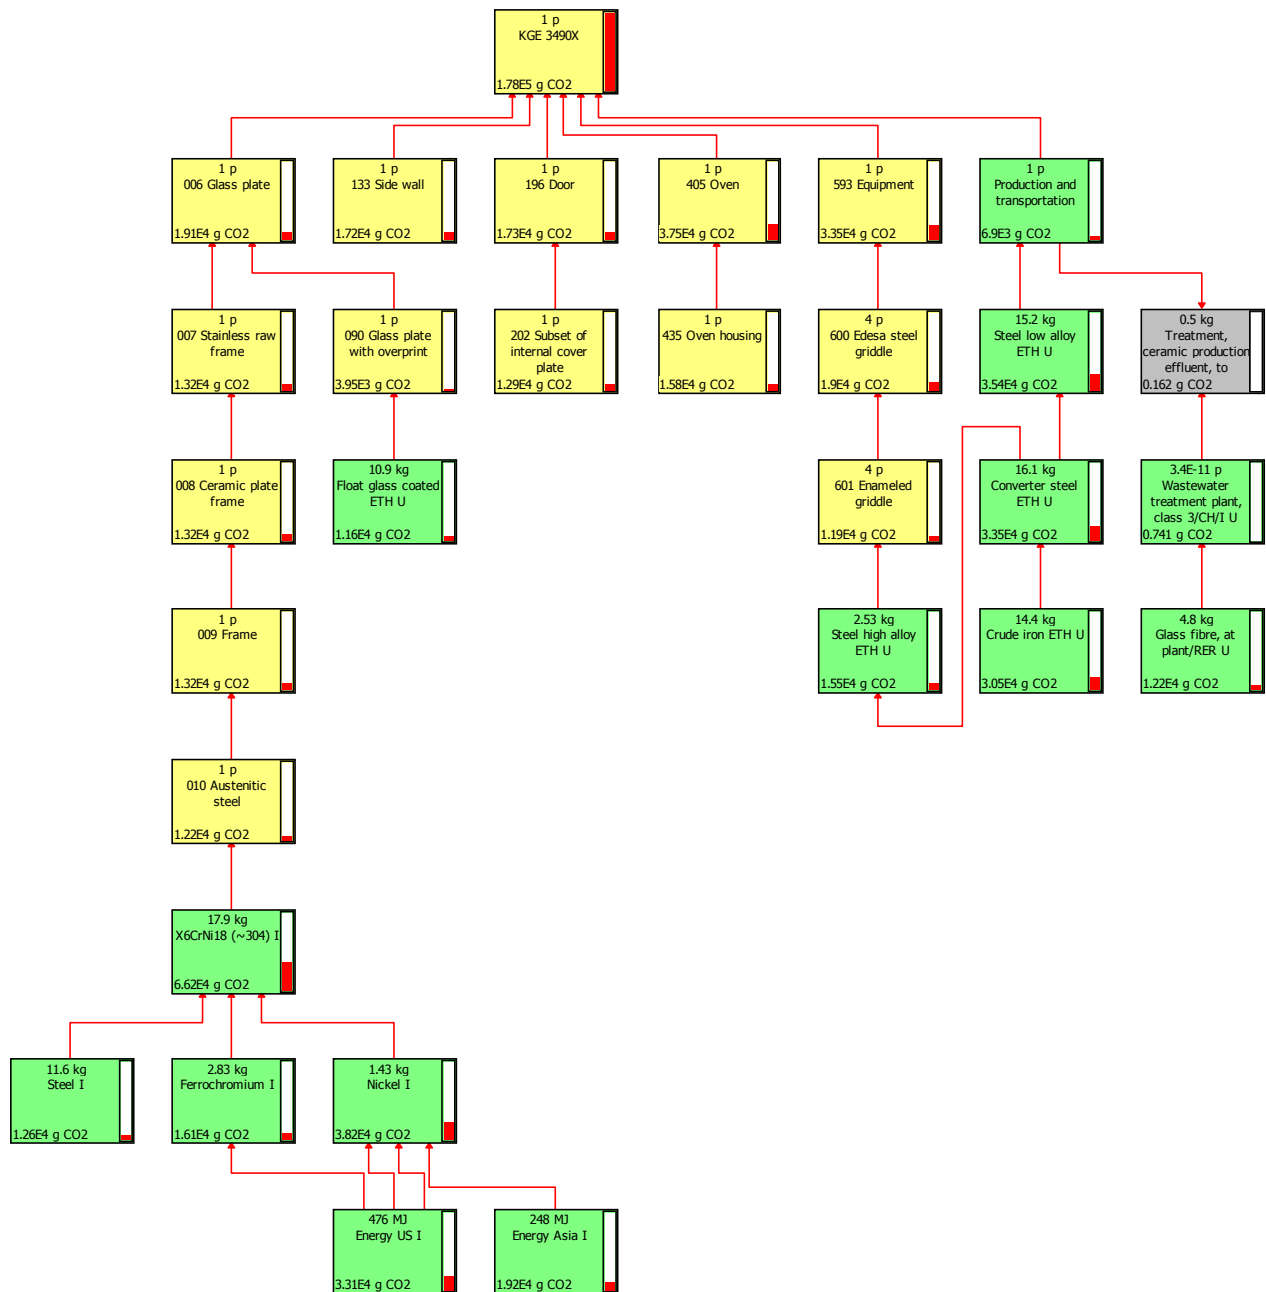 1 p
KGE 3490X
1.78E5 g CO2
1 p
006 Glass plate
1.91E4 g CO2
1 p
133 Side wall
1.72E4 g CO2
1 p
196 Door
1.73E4 g CO2
1 p
405 Oven
3.75E4 g CO2
1 p
593 Equipment
3.35E4 g CO2
1 p
Production and
transportation
6.9E3 g CO2
1 p
007 Stainless raw
frame
1.32E4 g CO2
1 p
090 Glass plate
with overprint
3.95E3 g CO2
1 p
202 Subset of
internal cover
plate
1.29E4 g CO2
1 p
435 Oven housing
1.58E4 g CO2
4 p
600 Edesa steel
griddle
1.9E4 g CO2
15.2 kg
Steel low alloy
ETH U
3.54E4 g CO2
0.5 kg
Treatment,
ceramic production
effluent, to
0.162 g CO2
1 p
008 Ceramic plate
frame
1.32E4 g CO2
10.9 kg
Float glass coated
ETH U
1.16E4 g CO2
4 p
601 Enameled
griddle
1.19E4 g CO2
16.1 kg
Converter steel
ETH U
3.35E4 g CO2
3.4E-11 p
Wastewater
treatment plant,
class 3/CH/I U
0.741 g CO2
1 p
009 Frame
1.32E4 g CO2
2.53 kg
Steel high alloy
ETH U
1.55E4 g CO2
14.4 kg
Crude iron ETH U
3.05E4 g CO2
4.8 kg
Glass fibre, at
plant/RER U
1.22E4 g CO2
1 p
010 Austenitic
steel
1.22E4 g CO2
17.9 kg
X6CrNi18 (~304) I
6.62E4 g CO2
11.6 kg
Steel I
1.26E4 g CO2
2.83 kg
Ferrochromium I
1.61E4 g CO2
1.43 kg
Nickel I
3.82E4 g CO2
476 MJ
Energy US I
3.31E4 g CO2
248 MJ
Energy Asia I
1.92E4 g CO2